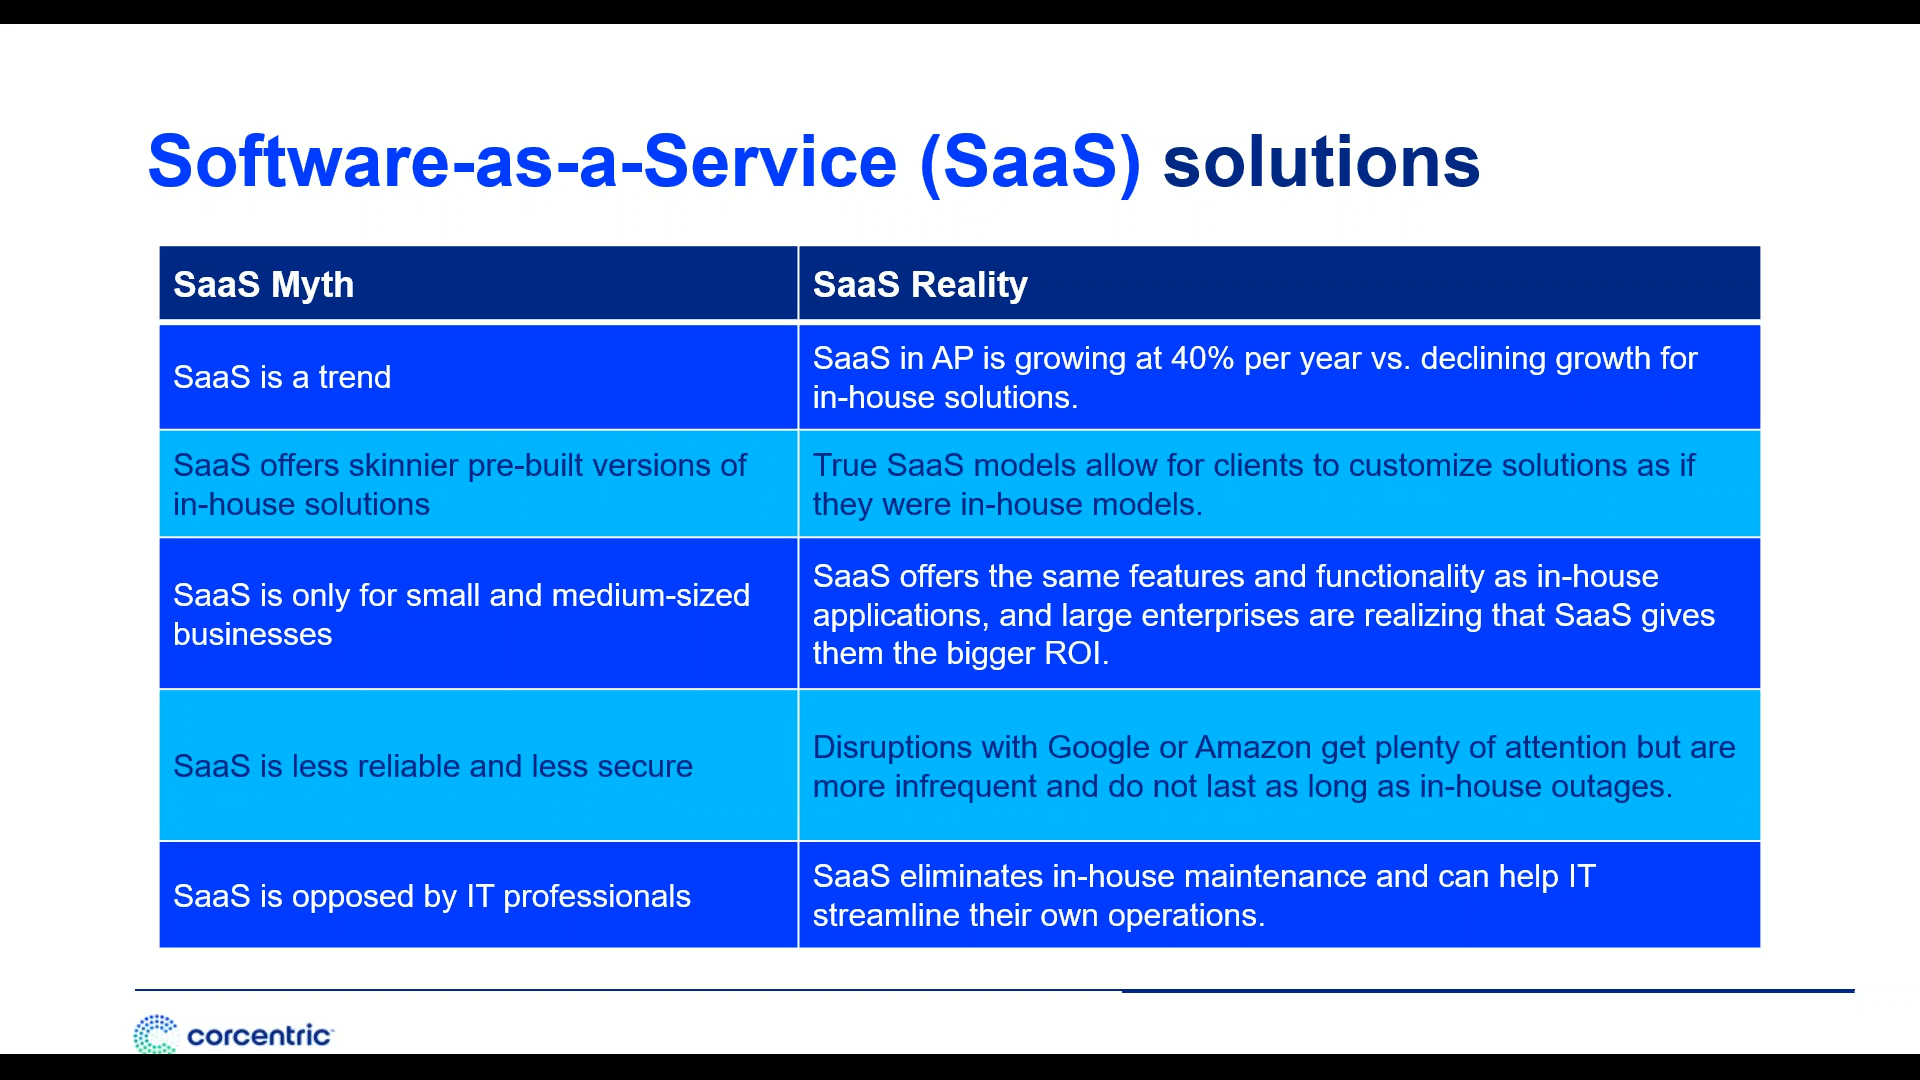 Software-as-a-Service (SaaS) solutions
SaaS Myth
SaaS Reality
SaaS is a trend
SaaS in AP is growing at 40% per year vs. declining growth for
in-house solutions.
SaaS offers skinnier pre-built versions of
in-house solutions
True SaaS models allow for clients to customize solutions as if
they were in-house models.
SaaS is only for small and medium-sized
businesses
SaaS offers the same features and functionality as in-house
applications, and large enterprises are realizing that SaaS gives
them the bigger ROI.
SaaS is less reliable and less secure
Disruptions with Google or Amazon get plenty of attention but are
more infrequent and do not last as long as in-house outages.
SaaS is opposed by IT professionals
SaaS eliminates in-house maintenance and can help IT
streamline their own operations.
corcentric